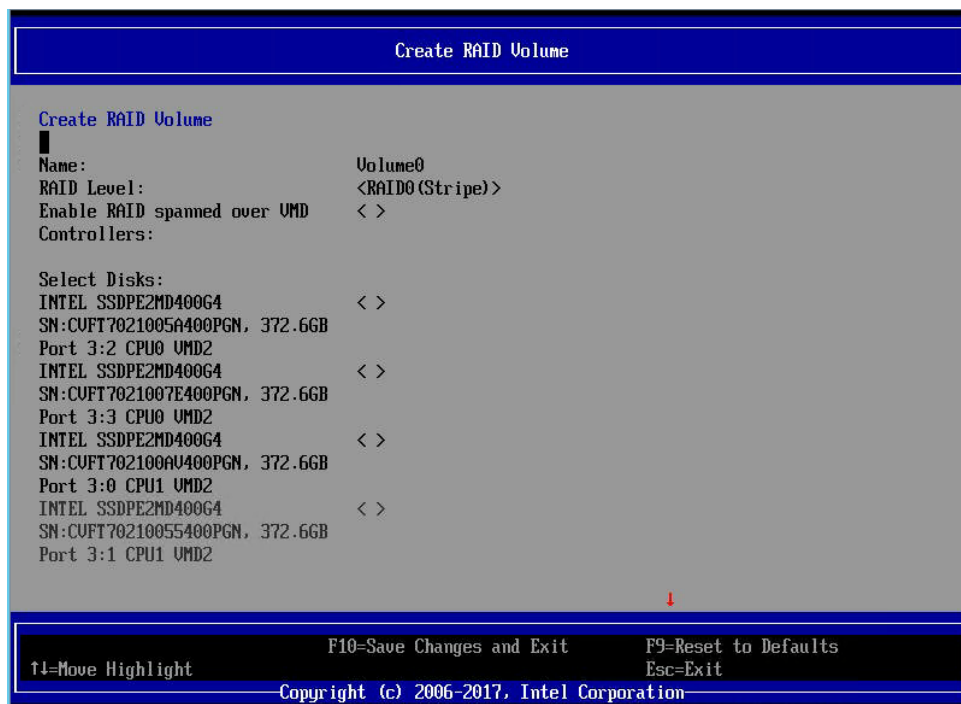 Create RAID Volume
Create RAID Volume
Name: Volume0
RAID Level: <RAID0(Stripe)>
Enable RAID spanned over VMD < >
Controllers:
Select Disks:
INTEL SSDPE2MD400G4 < >
SN:CVFT7021005A400PGN, 372.6GB
Port 3:2 CPU0 VMD2
INTEL SSDPE2MD400G4 < >
SN:CVFT7021007E400PGN, 372.6GB
Port 3:3 CPU0 VMD2
INTEL SSDPE2MD400G4 < >
SN:CVFT702100AV400PGN, 372.6GB
Port 3:0 CPU1 VMD2
INTEL SSDPE2MD400G4 < >
SN:CVFT70210055400PGN, 372.6GB
Port 3:1 CPU1 VMD2
↓
F10=Save Changes and Exit F9=Reset to Defaults
↑↓=Move Highlight Esc=Exit
Copyright (c) 2006-2017, Intel Corporation